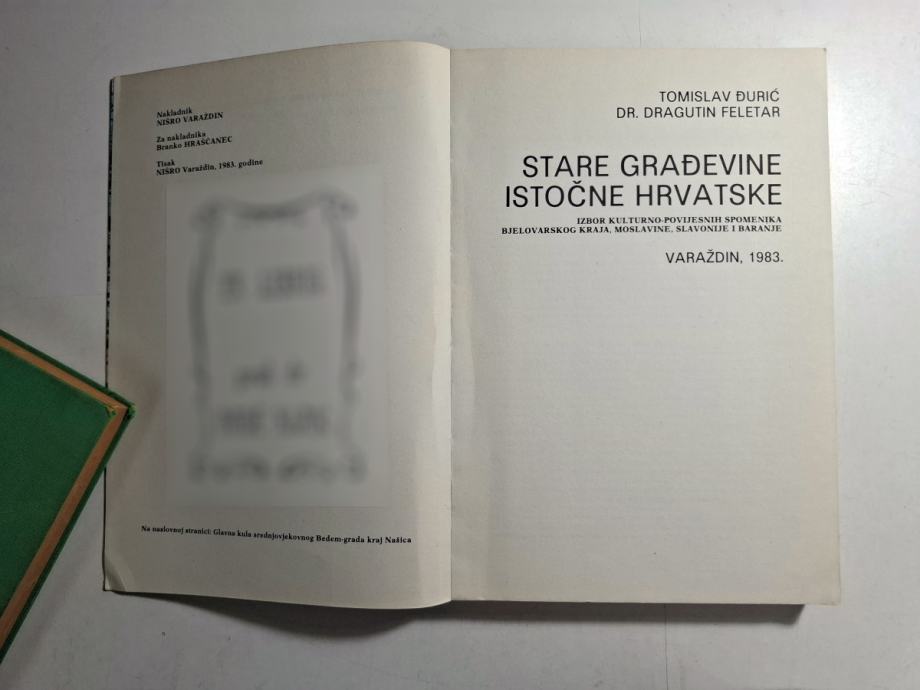 Nakladnik
NIŠRO VARAŽDIN
Za nakladnika
Branko HRAŠĆANEC
Tisak
NIŠRO Varaždin, 1983. godine
Na naslovnoj stranici: Glavna kula srednjovjekovnog Bedem-grada kraj Našica
TOMISLAV ĐURIĆ
DR. DRAGUTIN FELETAR
STARE GRAĐEVINE
ISTOČNE HRVATSKE
IZBOR KULTURNO-POVIJESNIH SPOMENIKA
BJELOVARSKOG KRAJA, MOSLAVINE, SLAVONIJE I BARANJE
VARAŽDIN, 1983.